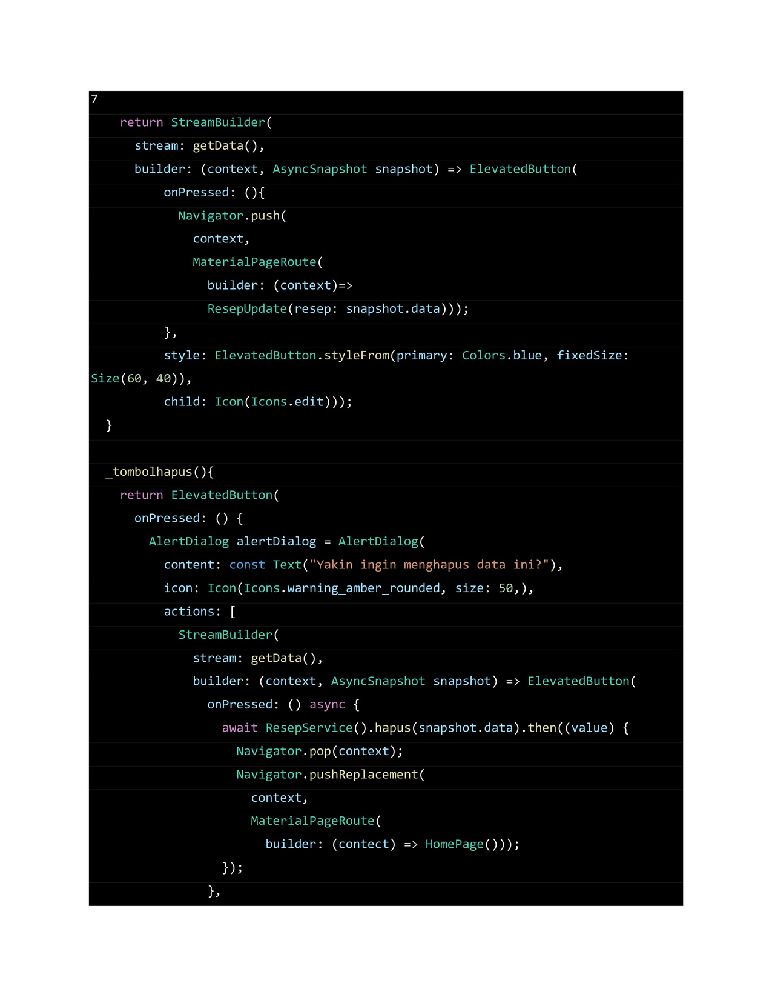 7
    return StreamBuilder(
      stream: getData(),
      builder: (context, AsyncSnapshot snapshot) => ElevatedButton(
          onPressed: (){
            Navigator.push(
              context,
              MaterialPageRoute(
                builder: (context)=>
                ResepUpdate(resep: snapshot.data)));
          },
          style: ElevatedButton.styleFrom(primary: Colors.blue, fixedSize:
Size(60, 40)),
          child: Icon(Icons.edit)));
  }

  _tombolhapus(){
    return ElevatedButton(
      onPressed: () {
        AlertDialog alertDialog = AlertDialog(
          content: const Text("Yakin ingin menghapus data ini?"),
          icon: Icon(Icons.warning_amber_rounded, size: 50,),
          actions: [
            StreamBuilder(
              stream: getData(),
              builder: (context, AsyncSnapshot snapshot) => ElevatedButton(
                onPressed: () async {
                  await ResepService().hapus(snapshot.data).then((value) {
                    Navigator.pop(context);
                    Navigator.pushReplacement(
                      context,
                      MaterialPageRoute(
                        builder: (contect) => HomePage()));
                  });
                },